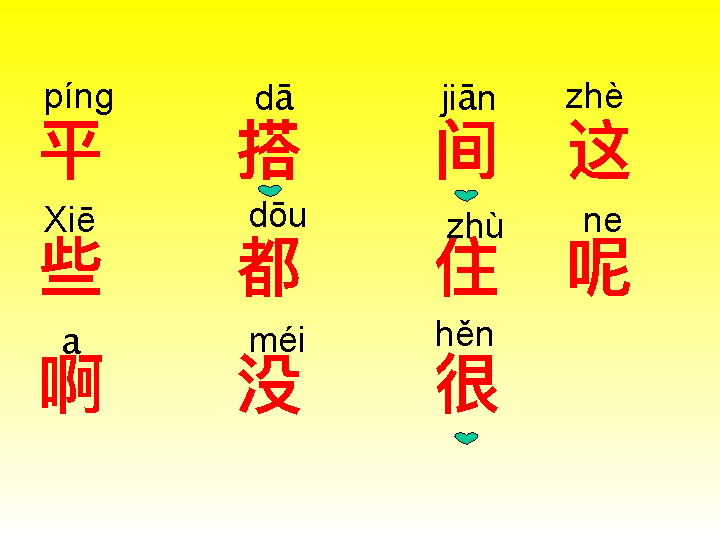 píng dā jiān zhè
平 搭 间 这
Xiē dōu zhù ne
些 都 住 呢
a méi hěn
啊 没 很